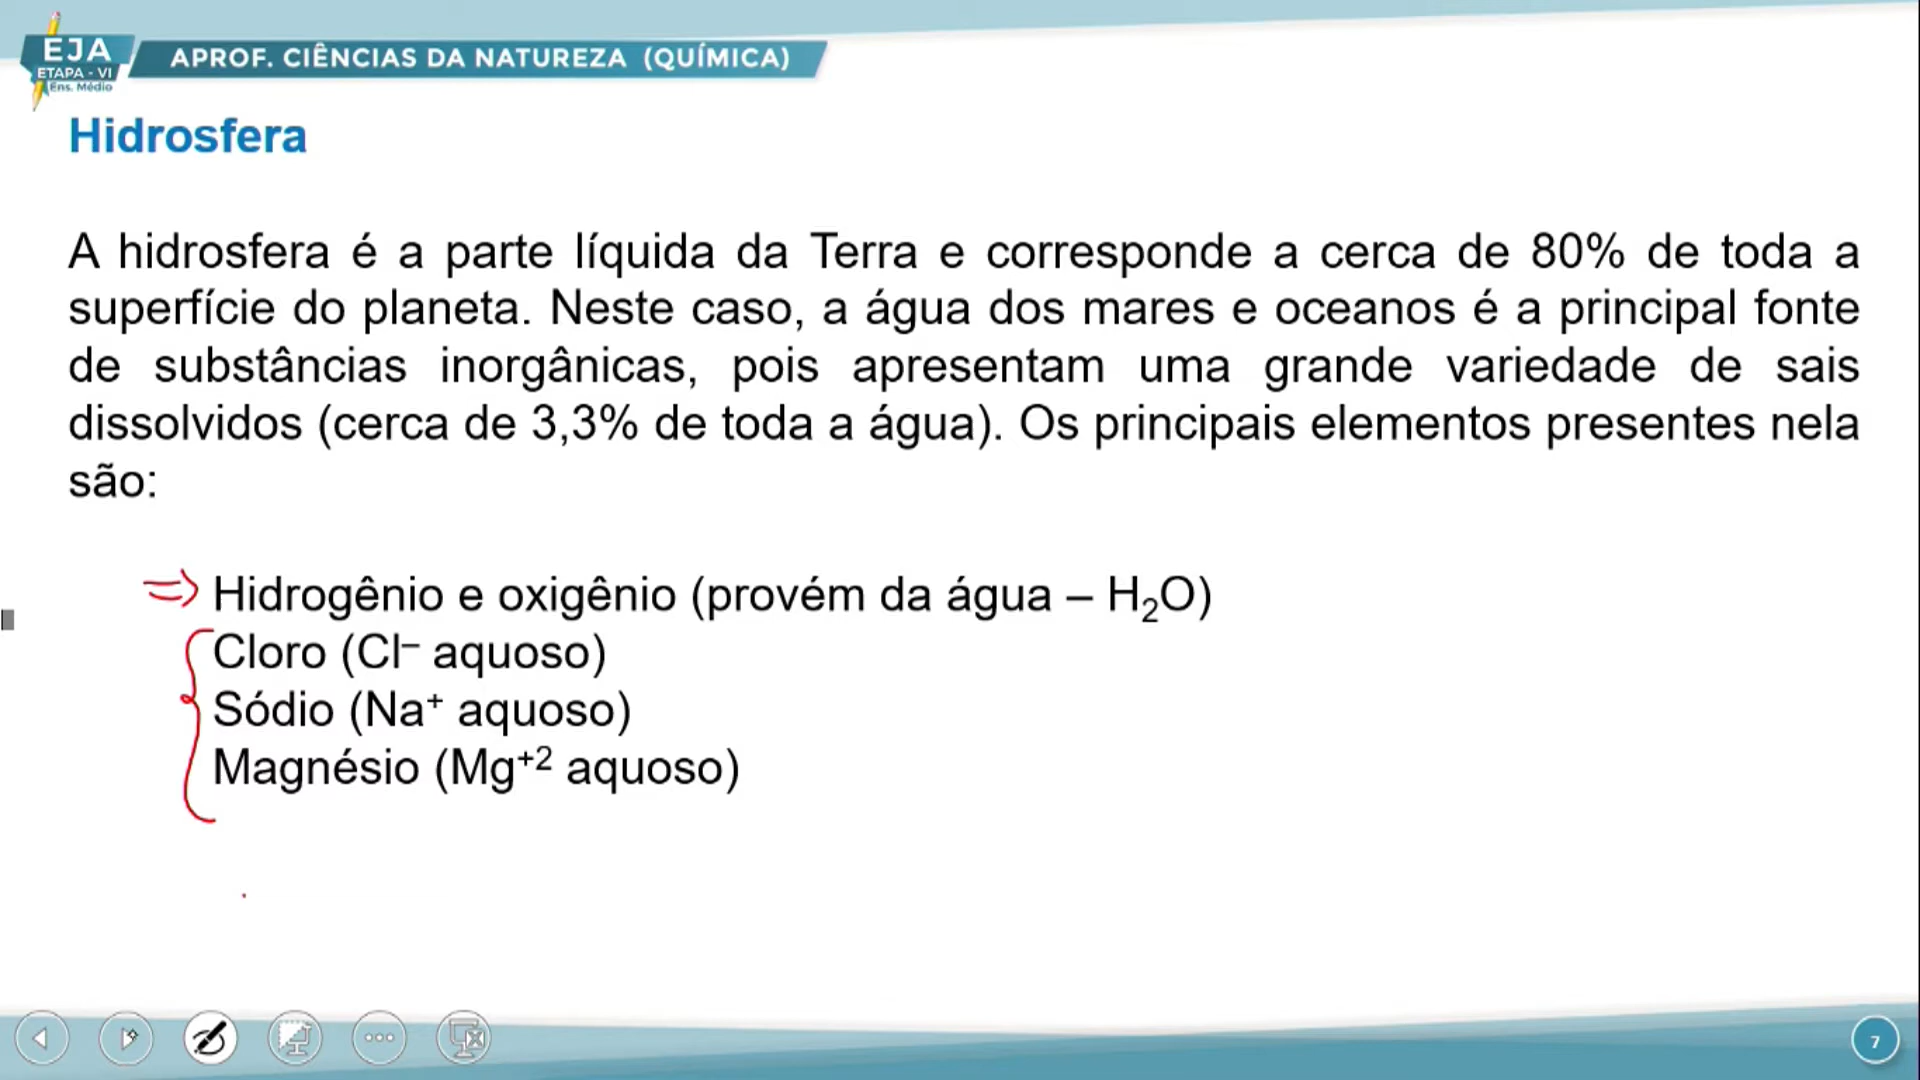 EJA
ETAPA - VI
Ens. Médio
APROF. CIÊNCIAS DA NATUREZA (QUÍMICA)
Hidrosfera
A hidrosfera é a parte líquida da Terra e corresponde a cerca de 80% de toda a
superfície do planeta. Neste caso, a água dos mares e oceanos é a principal fonte
de substâncias inorgânicas, pois apresentam uma grande variedade de sais
dissolvidos (cerca de 3,3% de toda a água). Os principais elementos presentes nela
são:
Hidrogênio e oxigênio (provém da água – H₂O)
Cloro (Cl⁻ aquoso)
Sódio (Na⁺ aquoso)
Magnésio (Mg⁺² aquoso)
7